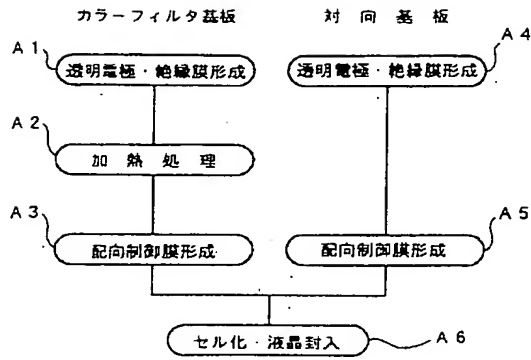 カラーフィルタ基板
対向基板
A1
透明電極・絶縁膜形成
A4
透明電極・絶縁膜形成
A2
加熱処理
A3
配向制御膜形成
A5
配向制御膜形成
A6
セル化・液晶封入